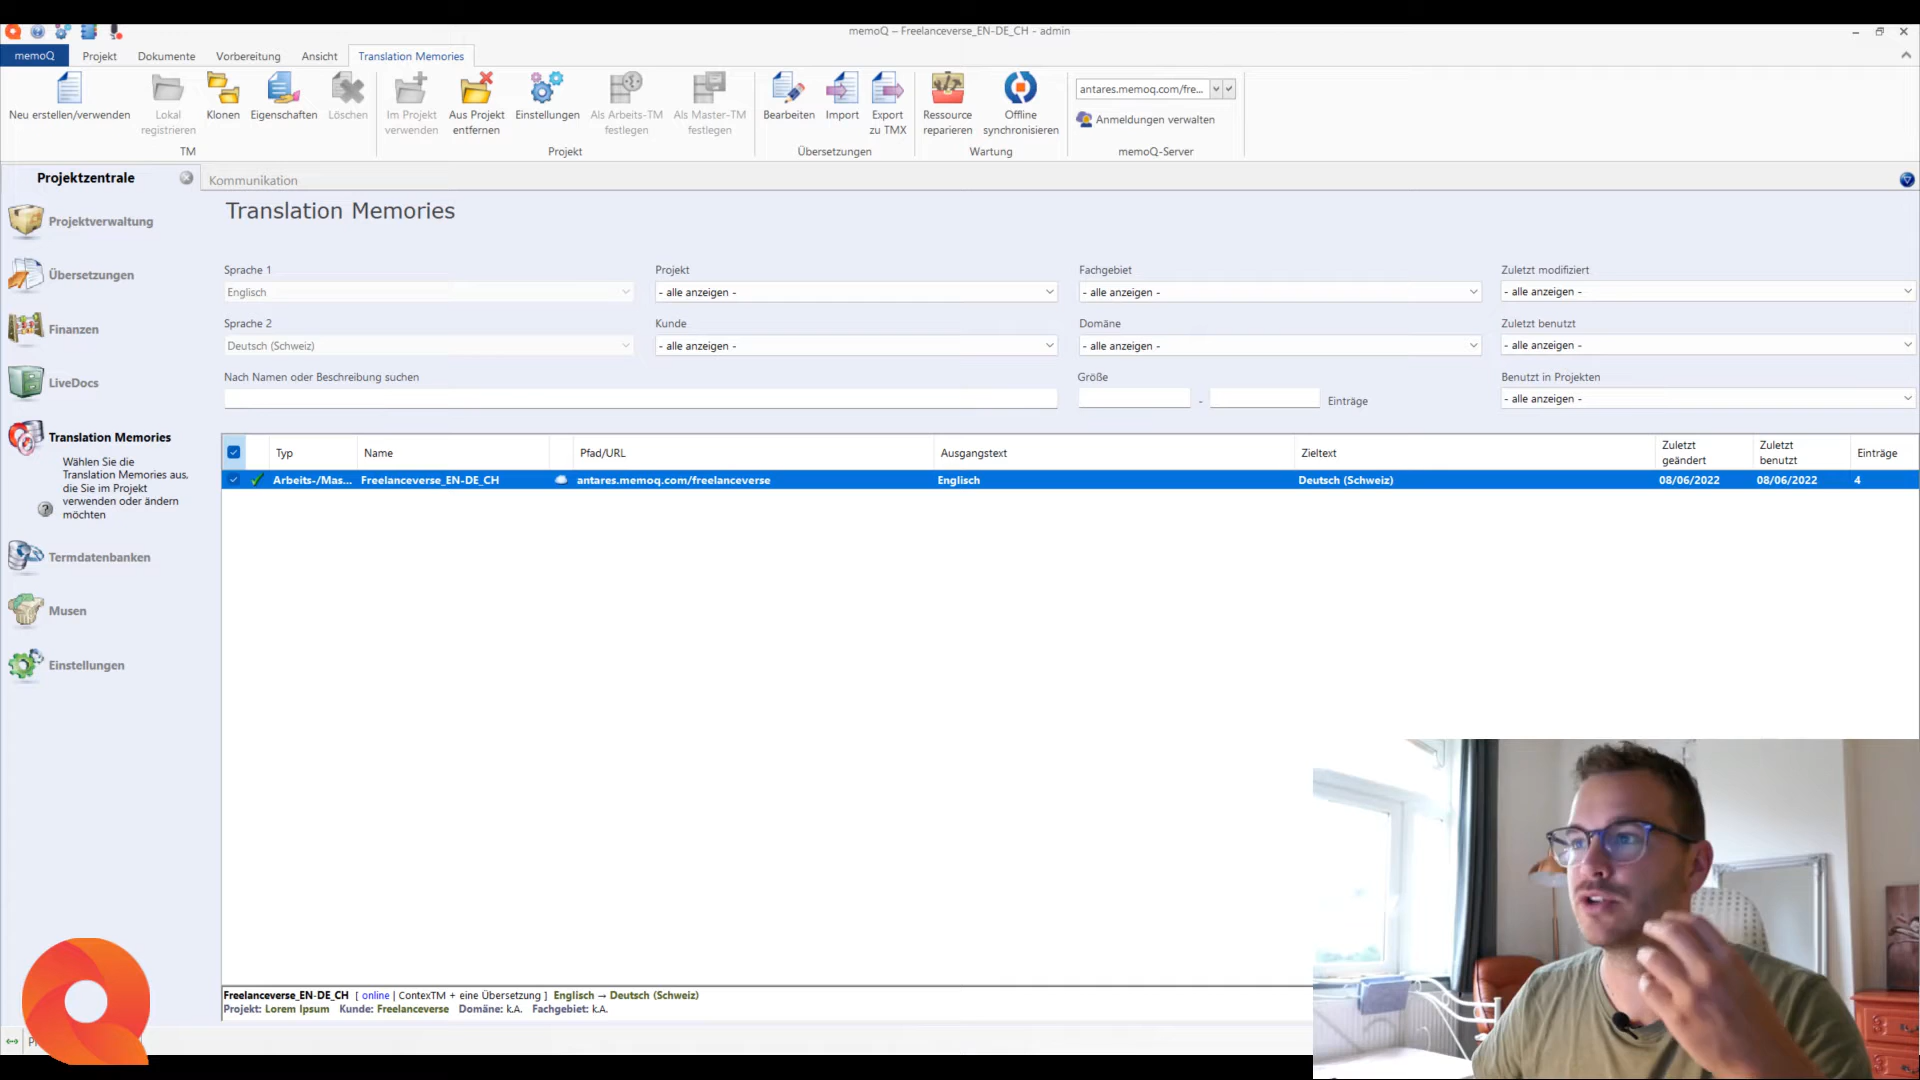 memoQ – Freelanceverse_EN-DE_CH - admin
memoQ Projekt Dokumente Vorbereitung Ansicht Translation Memories
Neu erstellen/verwenden
Lokal
registrieren
Klonen
Eigenschaften
Löschen
TM
Im Projekt
verwenden
Aus Projekt
entfernen
Einstellungen
Als Arbeits-TM
festlegen
Als Master-TM
festlegen
Projekt
Bearbeiten
Import
Export
zu TMX
Übersetzungen
Ressource
reparieren
Offline
synchronisieren
Wartung
antares.memoq.com/fre...
Anmeldungen verwalten
memoQ-Server
Projektzentrale
Kommunikation
Projektverwaltung
Übersetzungen
Finanzen
LiveDocs
Translation Memories
Wählen Sie die
Translation Memories aus,
die Sie im Projekt
verwenden oder ändern
möchten
Termdatenbanken
Musen
Einstellungen
Translation Memories
Sprache 1
Englisch
Projekt
- alle anzeigen -
Fachgebiet
- alle anzeigen -
Zuletzt modifiziert
- alle anzeigen -
Sprache 2
Deutsch (Schweiz)
Kunde
- alle anzeigen -
Domäne
- alle anzeigen -
Zuletzt benutzt
- alle anzeigen -
Nach Namen oder Beschreibung suchen
Größe
- Einträge
Benutzt in Projekten
- alle anzeigen -
Typ Name Pfad/URL Ausgangstext Zieltext Zuletzt geändert Zuletzt benutzt Einträge
Arbeits-/Mas... Freelanceverse_EN-DE_CH antares.memoq.com/freelanceverse Englisch Deutsch (Schweiz) 08/06/2022 08/06/2022 4
Freelanceverse_EN-DE_CH [ online | ContexTM + eine Übersetzung ] Englisch → Deutsch (Schweiz)
Projekt: Lorem Ipsum Kunde: Freelanceverse Domäne: k.A. Fachgebiet: k.A.